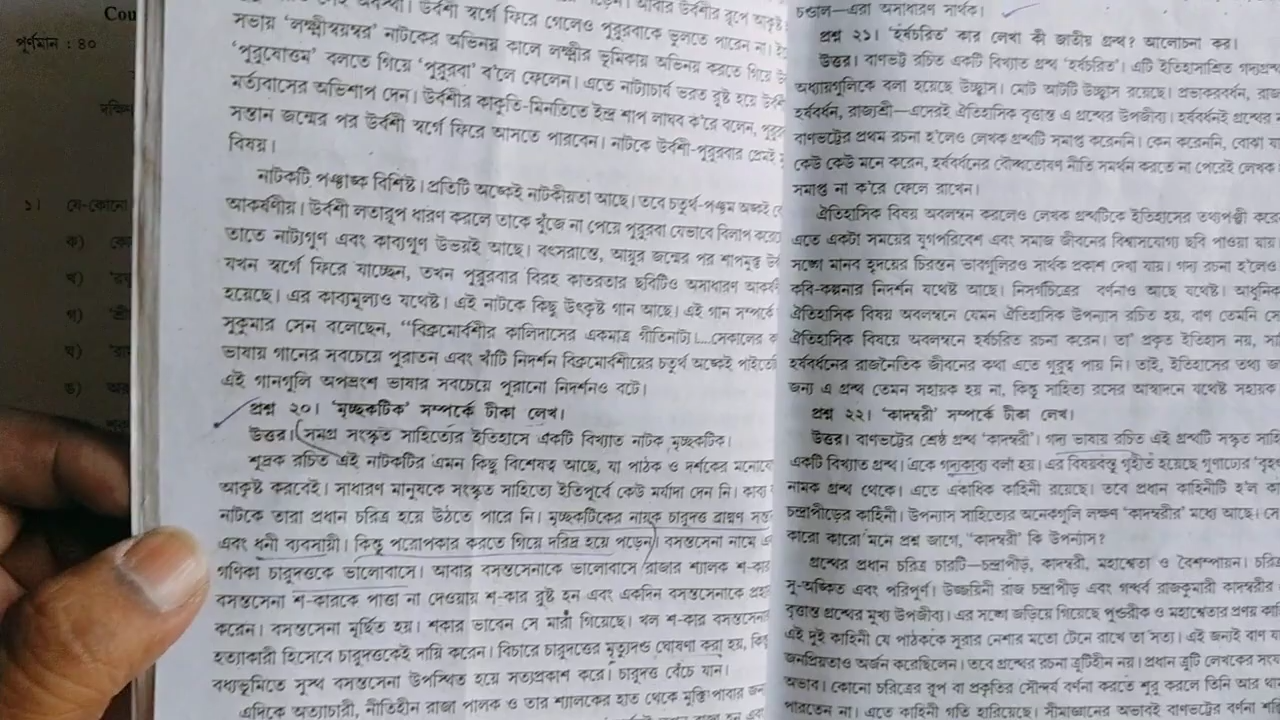 Cou
পূর্ণমান : ৪০
দক্ষি
১। যে-কোনো
ক)
খ)
গ)
ঘ)
ঙ)
উর্বশী স্বর্গে ফিরে গেলেও পুরুরবাকে ভুলতে পারেন না।
সভায় ‘লক্ষ্মীস্বয়ম্বর’ নাটকের অভিনয় কালে লক্ষ্মীর ভূমিকায় অভিনয় করতে গিয়ে
‘পুরুষোত্তম’ বলতে গিয়ে ‘পুরুরবা’ ব’লে ফেলেন। এতে নাট্যাচার্য ভরত রুষ্ট হয়ে
মর্ত্যবাসের অভিশাপ দেন। উর্বশীর কাকুতি-মিনতিতে ইন্দ্র শাপ লাঘব ক’রে বলেন,
সন্তান জন্মের পর উর্বশী স্বর্গে ফিরে আসতে পারবেন। নাটকে উর্বশী-পুরুরবার প্রেমই
বিষয়।
নাটকটি পঞ্চাঙ্ক বিশিষ্ট। প্রতিটি অঙ্কেই নাটকীয়তা আছে। তবে চতুর্থ-পঞ্চম অঙ্কই
আকর্ষণীয়। উর্বশী লতারূপ ধারণ করলে তাকে খুঁজে না পেয়ে পুরুরবা যেভাবে বিলাপ
তাতে নাট্যগুণ এবং কাব্যগুণ উভয়ই আছে। বৎসরান্তে, আয়ুর জন্মের পর শাপমুক্ত
যখন স্বর্গে ফিরে যাচ্ছেন, তখন পুরুরবার বিরহ কাতরতার ছবিটিও অসাধারণ
হয়েছে। এর কাব্যমূল্যও যথেষ্ট। এই নাটকে কিছু উৎকৃষ্ট গান আছে। এই গান সম্পর্কে
সুকুমার সেন বলেছেন, “বিক্রমোর্বশীর কালিদাসের একমাত্র গীতিনাট্য।...সেকালের
ভাষায় গানের সবচেয়ে পুরাতন এবং খাঁটি নিদর্শন বিক্রমোর্বশীয়ের চতুর্থ অঙ্কেই
এই গানগুলি অপভ্রংশ ভাষার সবচেয়ে পুরানো নিদর্শনও বটে।
প্রশ্ন ২০। ‘মৃচ্ছকটিক’ সম্পর্কে টীকা লেখ।
উত্তর। সমগ্র সংস্কৃত সাহিত্যের ইতিহাসে একটি বিখ্যাত নাটক মৃচ্ছকটিক।
শূদ্রক রচিত এই নাটকটির এমন কিছু বিশেষত্ব আছে, যা পাঠক ও দর্শকের
আকৃষ্ট করবেই। সাধারণ মানুষকে সংস্কৃত সাহিত্যে ইতিপূর্বে কেউ মর্যাদা দেন নি। কাব্য
নাটকে তারা প্রধান চরিত্র হয়ে উঠতে পারে নি। মৃচ্ছকটিকের নায়ক চারুদত্ত ব্রাহ্মণ
এবং ধনী ব্যবসায়ী। কিন্তু পরোপকার করতে গিয়ে দরিদ্র হয়ে পড়েন। বসন্তসেনা নামে
গণিকা চারুদত্তকে ভালোবাসে। আবার বসন্তসেনাকে ভালোবাসে রাজার শ্যালক শ-কার
বসন্তসেনা শ-কারকে পাত্তা না দেওয়ায় শ-কার রুষ্ট হন এবং একদিন বসন্তসেনাকে
করেন। বসন্তসেনা মূর্ছিত হয়। শকার ভাবেন সে মারা গিয়েছে। খল শ-কার
হত্যাকারী হিসেবে চারুদত্তকেই দায়ি করেন। বিচারে চারুদত্তের মৃত্যুদণ্ড ঘোষণা করা হয়,
বধ্যভূমিতে সুস্থ বসন্তসেনা উপস্থিত হয়ে সত্যপ্রকাশ করে। চারুদত্ত বেঁচে যান।
এদিকে অত্যাচারী, নীতিহীন রাজা পালক ও তার শ্যালকের হাত থেকে মুক্তি পাবার
চণ্ডাল—এরা অসাধারণ সার্থক।
প্রশ্ন ২১। ‘হর্ষচরিত’ কার লেখা কী জাতীয় গ্রন্থ? আলোচনা কর।
উত্তর। বাণভট্ট রচিত একটি বিখ্যাত গ্রন্থ ‘হর্ষচরিত’। এটি ইতিহাসাশ্রিত
অধ্যায়গুলিকে বলা হয়েছে উচ্ছ্বাস। মোট আটটি উচ্ছ্বাস রয়েছে। প্রভাকরবর্ধন,
হর্ষবর্ধন, রাজ্যশ্রী—এদেরই ঐতিহাসিক বৃত্তান্ত এ গ্রন্থের উপজীব্য। হর্ষবর্ধনই গ্রন্থের
বাণভট্টের প্রথম রচনা হ’লেও লেখক গ্রন্থটি সমাপ্ত করেননি। কেন করেননি, বোঝা
কেউ কেউ মনে করেন, হর্ষবর্ধনের বৌদ্ধতোষণ নীতি সমর্থন করতে না পেরেই লেখক
সমাপ্ত না ক’রে ফেলে রাখেন।
ঐতিহাসিক বিষয় অবলম্বন করলেও লেখক গ্রন্থটিকে ইতিহাসের তথ্যপঞ্জী
এতে একটা সময়ের যুগপরিবেশ এবং সমাজ জীবনের বিশ্বাসযোগ্য ছবি পাওয়া
সঙ্গে মানব হৃদয়ের চিরন্তন ভাবগুলিরও সার্থক প্রকাশ দেখা যায়। গদ্য রচনা হ’লেও
কবি-কল্পনার নিদর্শন যথেষ্ট আছে। নিসর্গচিত্রের বর্ণনাও আছে যথেষ্ট। আধুনিক
ঐতিহাসিক বিষয় অবলম্বনে যেমন ঐতিহাসিক উপন্যাস রচিত হয়, বাণ তেমনি
ঐতিহাসিক বিষয়ে অবলম্বনে হর্ষচরিত রচনা করেন। তা’ প্রকৃত ইতিহাস নয়,
হর্ষবর্ধনের রাজনৈতিক জীবনের কথা এতে গুরুত্ব পায় নি। তাই, ইতিহাসের তথ্য
জন্য এ গ্রন্থ তেমন সহায়ক হয় না, কিন্তু সাহিত্য রসের আস্বাদনে যথেষ্ট সহায়ক
প্রশ্ন ২২। ‘কাদম্বরী’ সম্পর্কে টীকা লেখ।
উত্তর। বাণভট্টের শ্রেষ্ঠ গ্রন্থ ‘কাদম্বরী’। গদ্য ভাষায় রচিত এই গ্রন্থটি সস্কৃত
একটি বিখ্যাত গ্রন্থ। একে গদ্যকাব্য বলা হয়। এর বিষয়বস্তু গৃহীত হয়েছে গুণাঢ্যের
নামক গ্রন্থ থেকে। এতে একাধিক কাহিনী রয়েছে। তবে প্রধান কাহিনীটি হ’ল
চন্দ্রাপীড়ের কাহিনী। উপন্যাস সাহিত্যের অনেকগুলি লক্ষণ ‘কাদম্বরীর’ মধ্যে আছে।
কারো কারো মনে প্রশ্ন জাগে, “কাদম্বরী’ কি উপন্যাস?
গ্রন্থের প্রধান চরিত্র চারটি—চন্দ্রাপীড়, কাদম্বরী, মহাশ্বেতা ও বৈশম্পায়ন।
সু-অঙ্কিত এবং পরিপূর্ণ। উজ্জয়িনী রাজ চন্দ্রাপীড় এবং গন্ধর্ব রাজকুমারী কাদম্বরীর
বৃত্তান্ত গ্রন্থের মুখ্য উপজীব্য। এর সঙ্গে জড়িয়ে গিয়েছে পুণ্ডরীক ও মহাশ্বেতার প্রণয়
এই দুই কাহিনী যে পাঠককে সুরার নেশার মতো টেনে রাখে তা সত্য। এই জন্যই বাণ
জনপ্রিয়তাও অর্জন করেছিলেন। তবে গ্রন্থের রচনা ত্রুটিহীন নয়। প্রধান ত্রুটি লেখকের
অভাব। কোনো চরিত্রের রূপ বা প্রকৃতির সৌন্দর্য বর্ণনা করতে শুরু করলে তিনি আর
পারতেন না। এতে কাহিনী গতি হারিয়েছে। সীমাজ্ঞানের অভাবই বাণভট্টের বর্ণনা